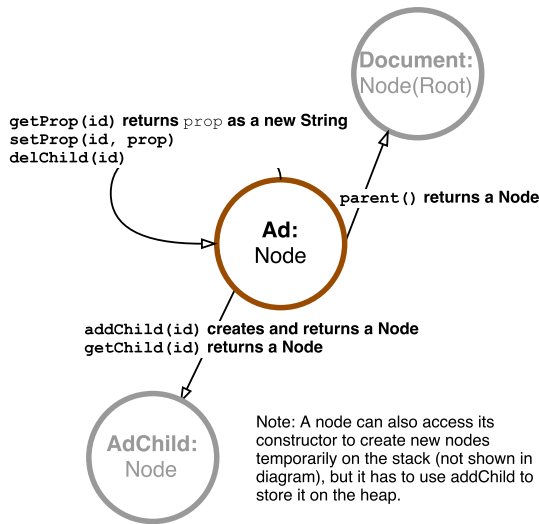 Document:
Node(Root)
getProp(id) returns prop as a new String
setProp(id, prop)
delChild(id)
parent() returns a Node
Ad:
Node
addChild(id) creates and returns a Node
getChild(id) returns a Node
AdChild:
Node
Note: A node can also access its
constructor to create new nodes
temporarily on the stack (not shown in
diagram), but it has to use addChild to
store it on the heap.